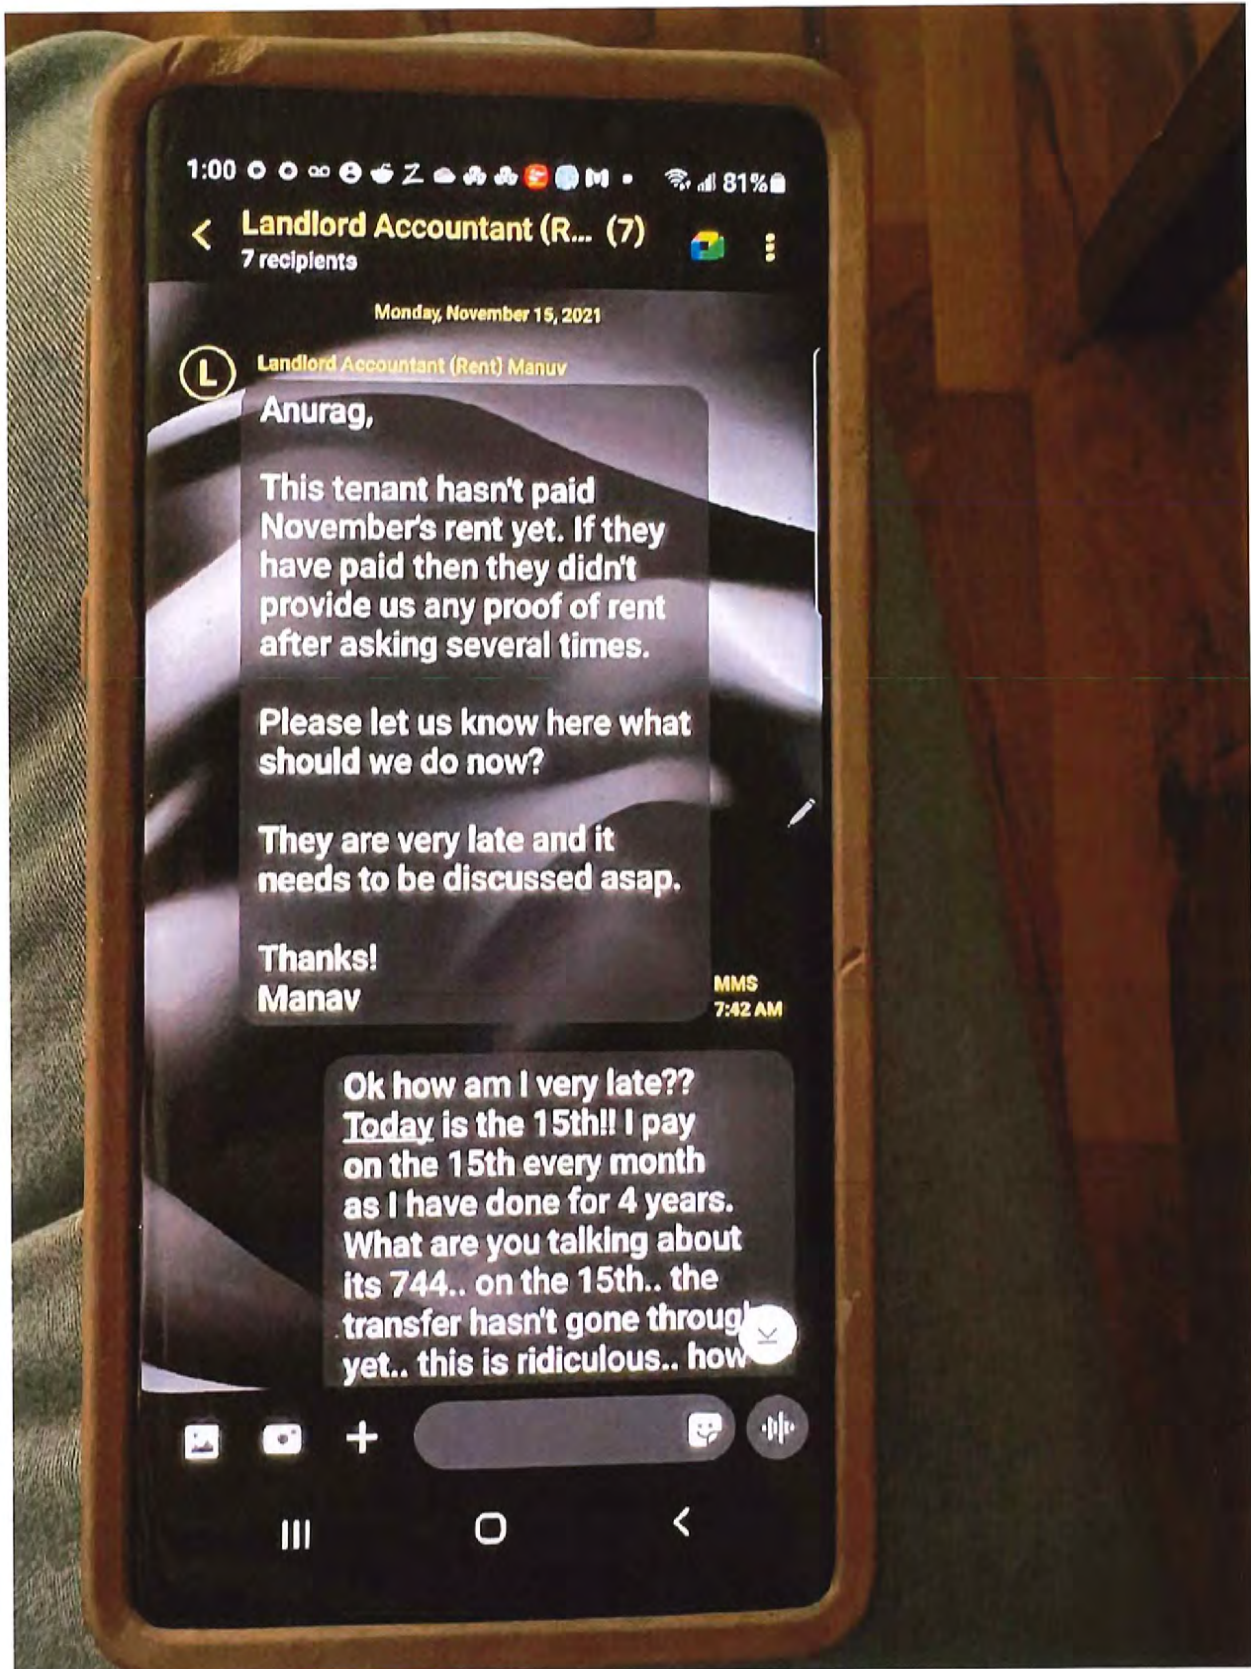 1:00
81%
Landlord Accountant (R... (7)
7 recipients
Monday, November 15, 2021
L
Landlord Accountant (Rent) Manuv
Anurag,
This tenant hasn't paid
November's rent yet. If they
have paid then they didn't
provide us any proof of rent
after asking several times.
Please let us know here what
should we do now?
They are very late and it
needs to be discussed asap.
Thanks!
Manav
MMS
7:42 AM
Ok how am I very late??
Today is the 15th!! I pay
on the 15th every month
as I have done for 4 years.
What are you talking about
its 744.. on the 15th.. the
transfer hasn't gone through
yet.. this is ridiculous.. how